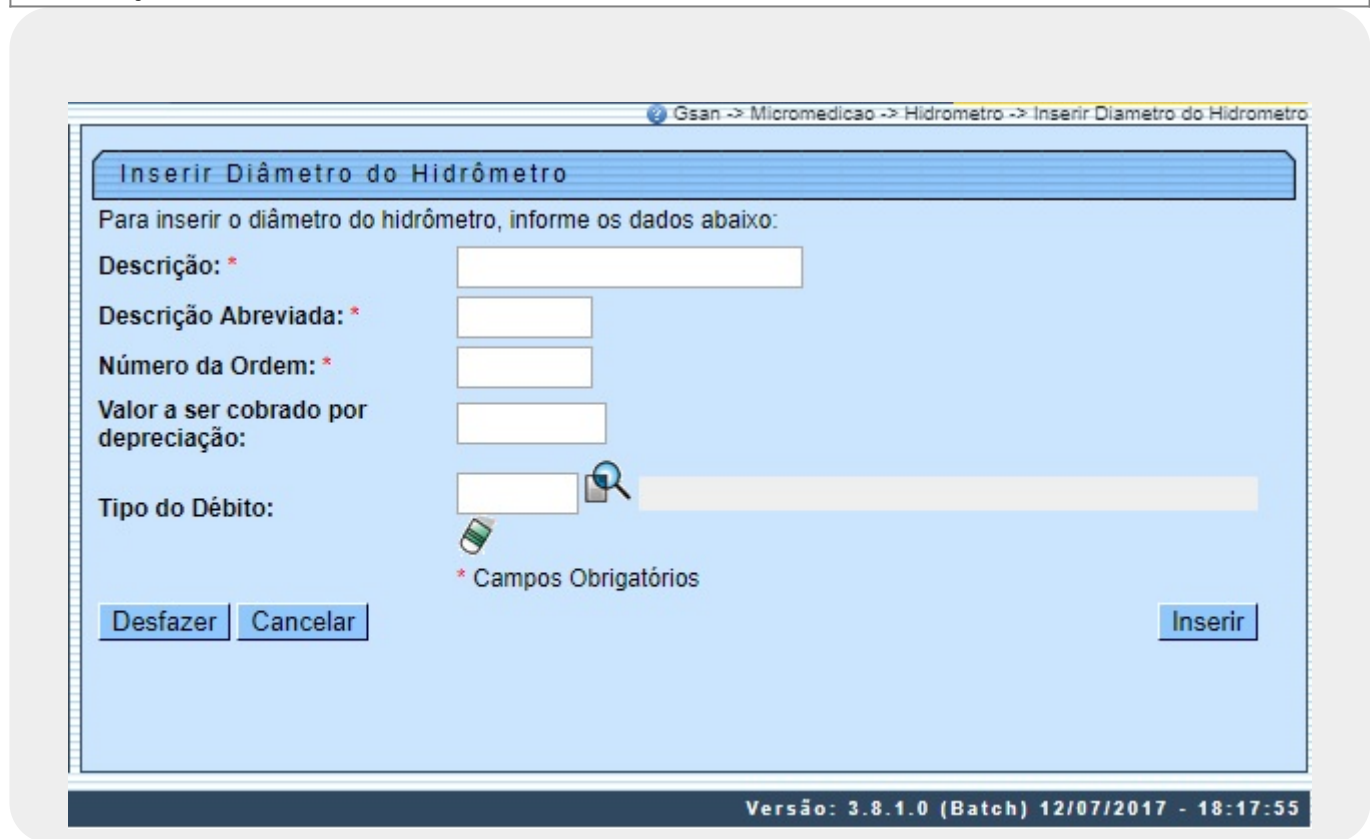 Gsan -> Micromedicao -> Hidrometro -> Inserir Diametro do Hidrometro
Inserir Diâmetro do Hidrômetro
Para inserir o diâmetro do hidrômetro, informe os dados abaixo:
Descrição: *
Descrição Abreviada: *
Número da Ordem: *
Valor a ser cobrado por
depreciação:
Tipo do Débito:
* Campos Obrigatórios
Desfazer Cancelar Inserir
Versão: 3.8.1.0 (Batch) 12/07/2017 - 18:17:55